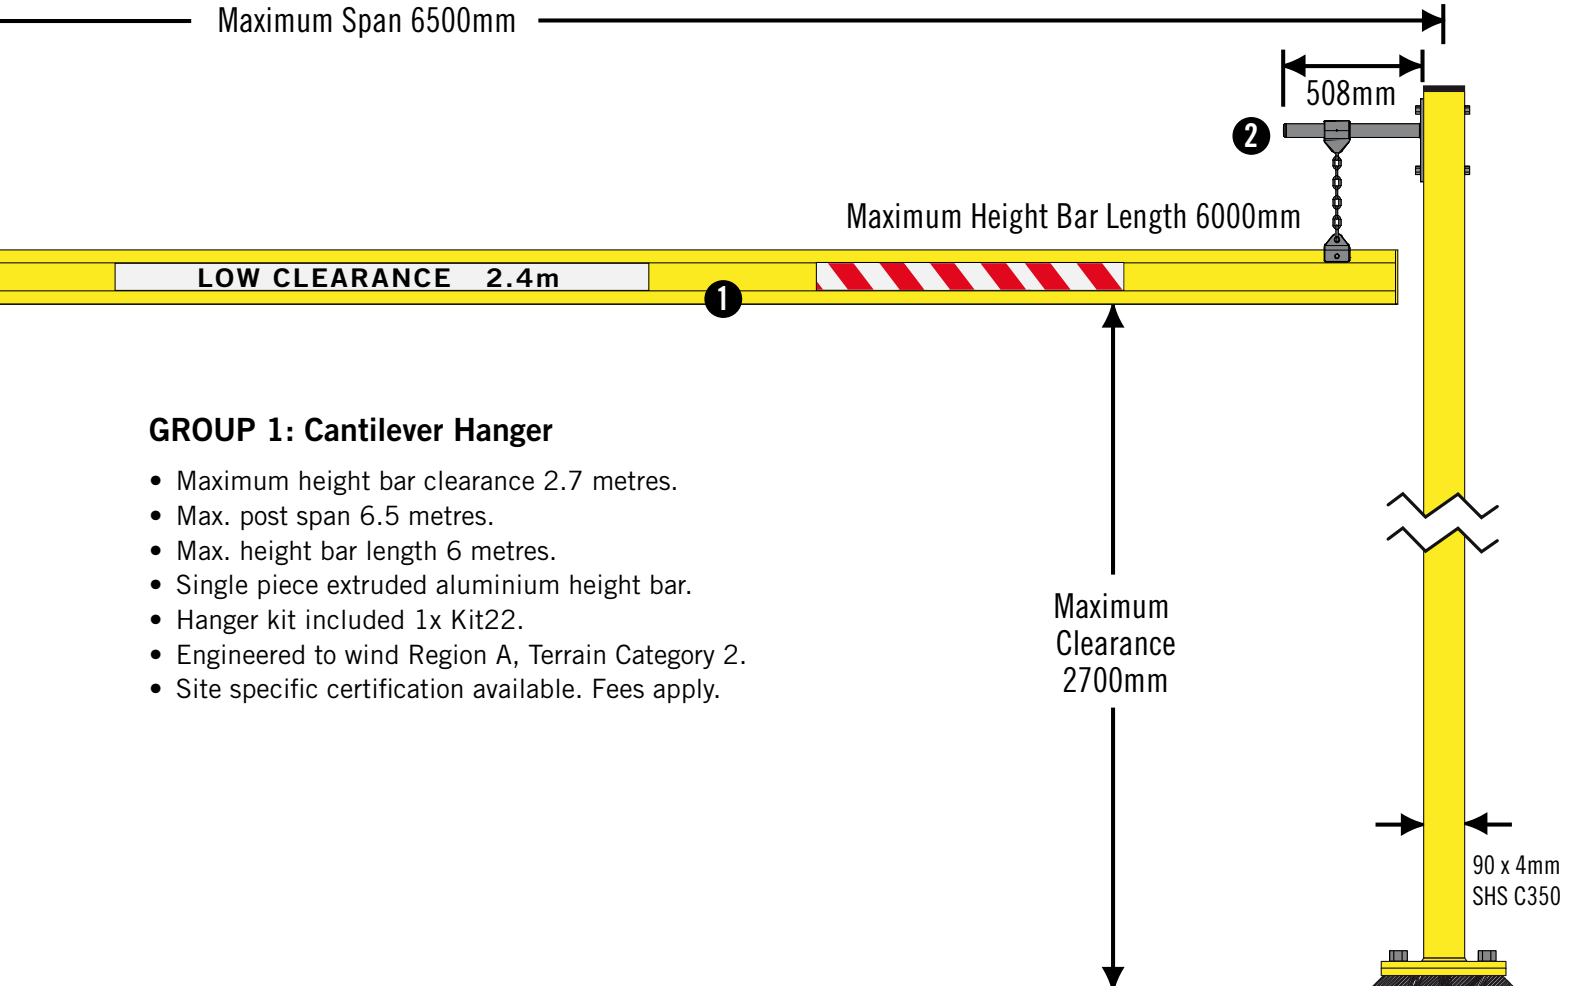 Maximum Span 6500mm
508mm
2
Maximum Height Bar Length 6000mm
LOW CLEARANCE 2.4m
1
GROUP 1: Cantilever Hanger
• Maximum height bar clearance 2.7 metres.
• Max. post span 6.5 metres.
• Max. height bar length 6 metres.
• Single piece extruded aluminium height bar.
• Hanger kit included 1x Kit22.
• Engineered to wind Region A, Terrain Category 2.
• Site specific certification available. Fees apply.
Maximum
Clearance
2700mm
90 x 4mm
SHS C350